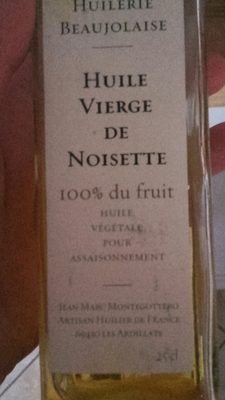 HUILERIE
BEAUJOLAISE
HUILE
VIERGE
DE
NOISETTE
100% du fruit
HUILE
VÉGÉTALE
POUR
ASSAISONNEMENT
JEAN MARC MONTEGOTTERO
ARTISAN HUILIER DE FRANCE
69430 LES ARDILLATS
25cl